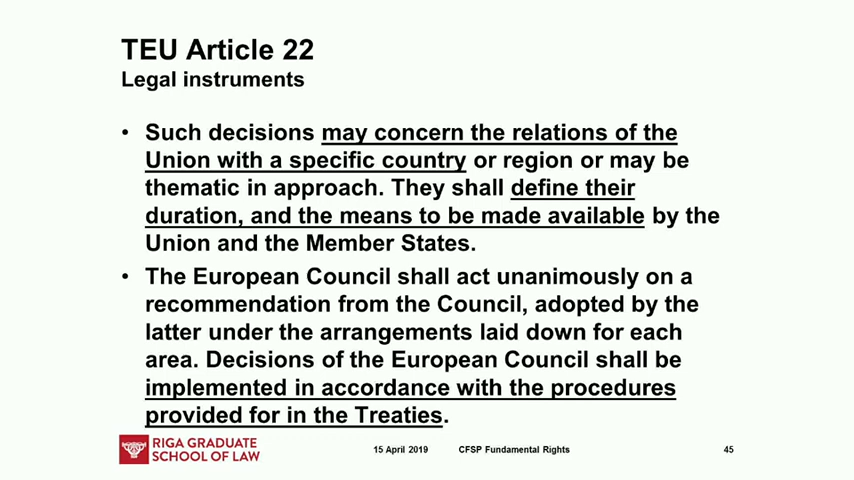 TEU Article 22
Legal instruments
• Such decisions may concern the relations of the
Union with a specific country or region or may be
thematic in approach. They shall define their
duration, and the means to be made available by the
Union and the Member States.
• The European Council shall act unanimously on a
recommendation from the Council, adopted by the
latter under the arrangements laid down for each
area. Decisions of the European Council shall be
implemented in accordance with the procedures
provided for in the Treaties.
RIGA GRADUATE
SCHOOL OF LAW
15 April 2019 CFSP Fundamental Rights 45